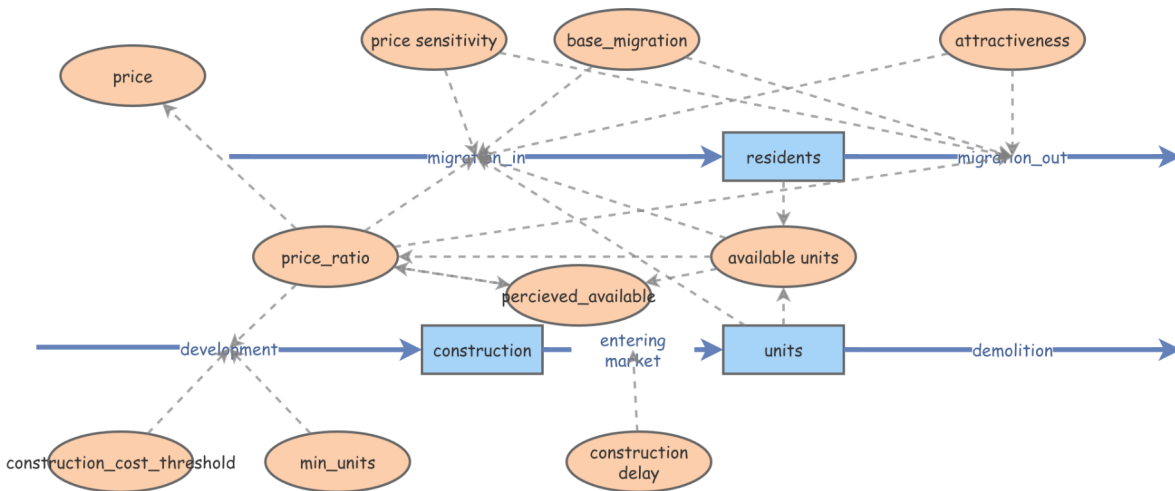 price sensitivity
base_migration
attractiveness
price
migration_in
residents
migration_out
price_ratio
available units
percieved_available
development
construction
entering
market
units
demolition
construction_cost_threshold
min_units
construction
delay